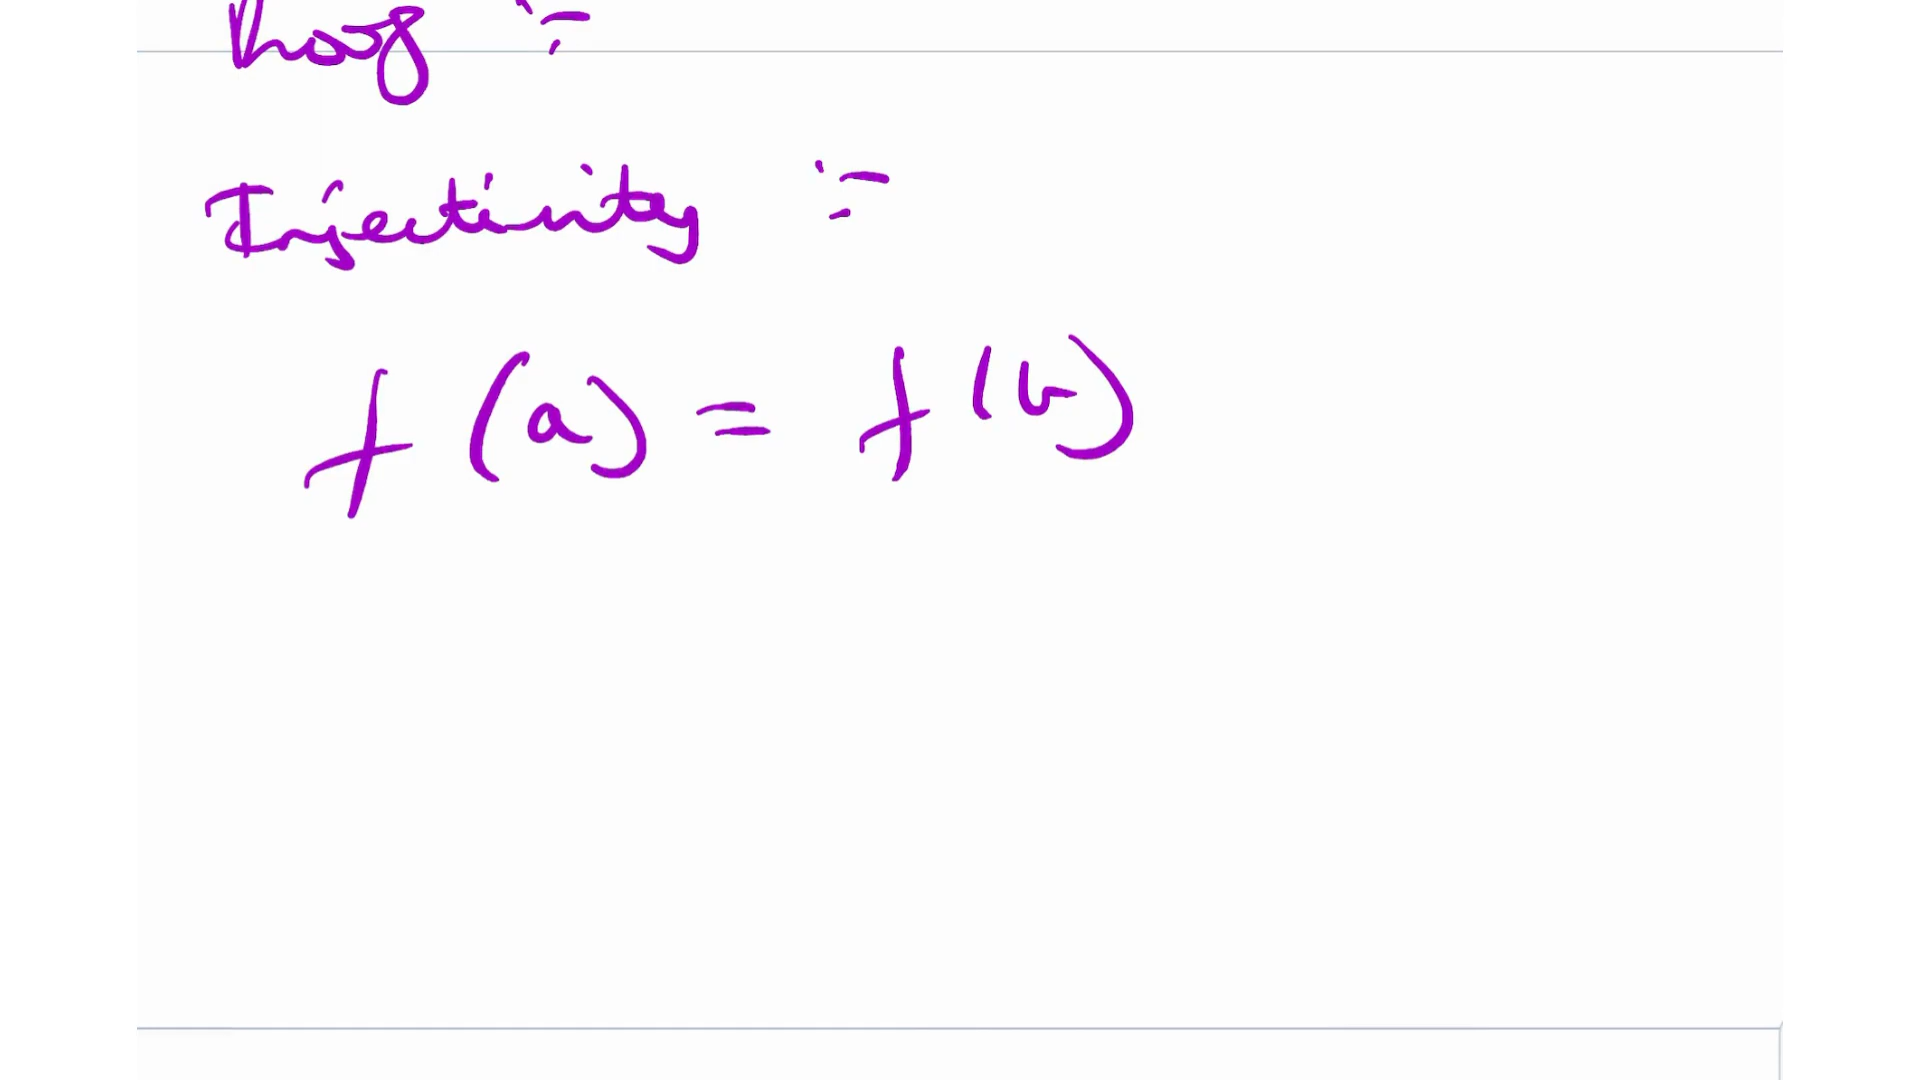 Proof :-
Injectivity :-
f(a) = f(b)